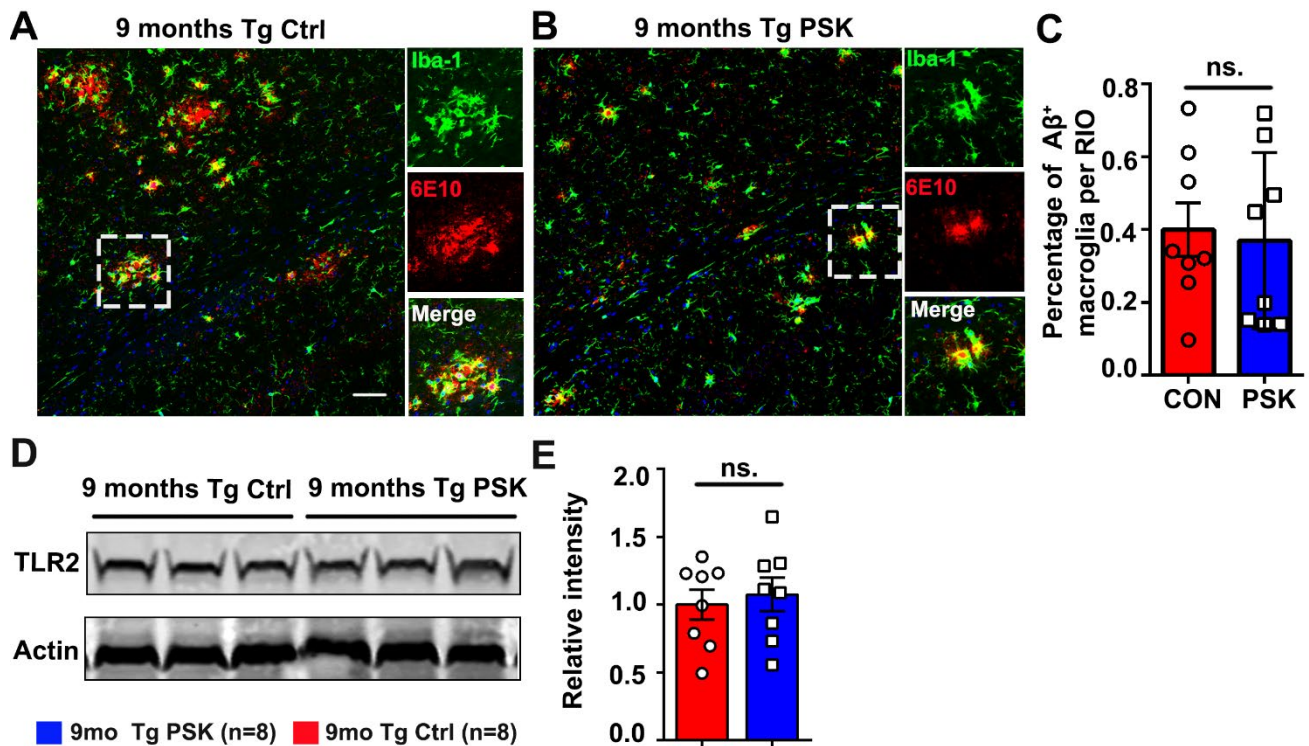 A
9 months Tg Ctrl
Iba-1
6E10
Merge
B
9 months Tg PSK
Iba-1
6E10
Merge
C
ns.
Percentage of Aβ⁺
macroglia per RIO
0.8
0.6
0.4
0.2
0.0
CON PSK
D
9 months Tg Ctrl 9 months Tg PSK
TLR2
Actin
9mo Tg PSK (n=8) 9mo Tg Ctrl (n=8)
E
ns.
Relative intensity
2.0
1.5
1.0
0.5
0.0